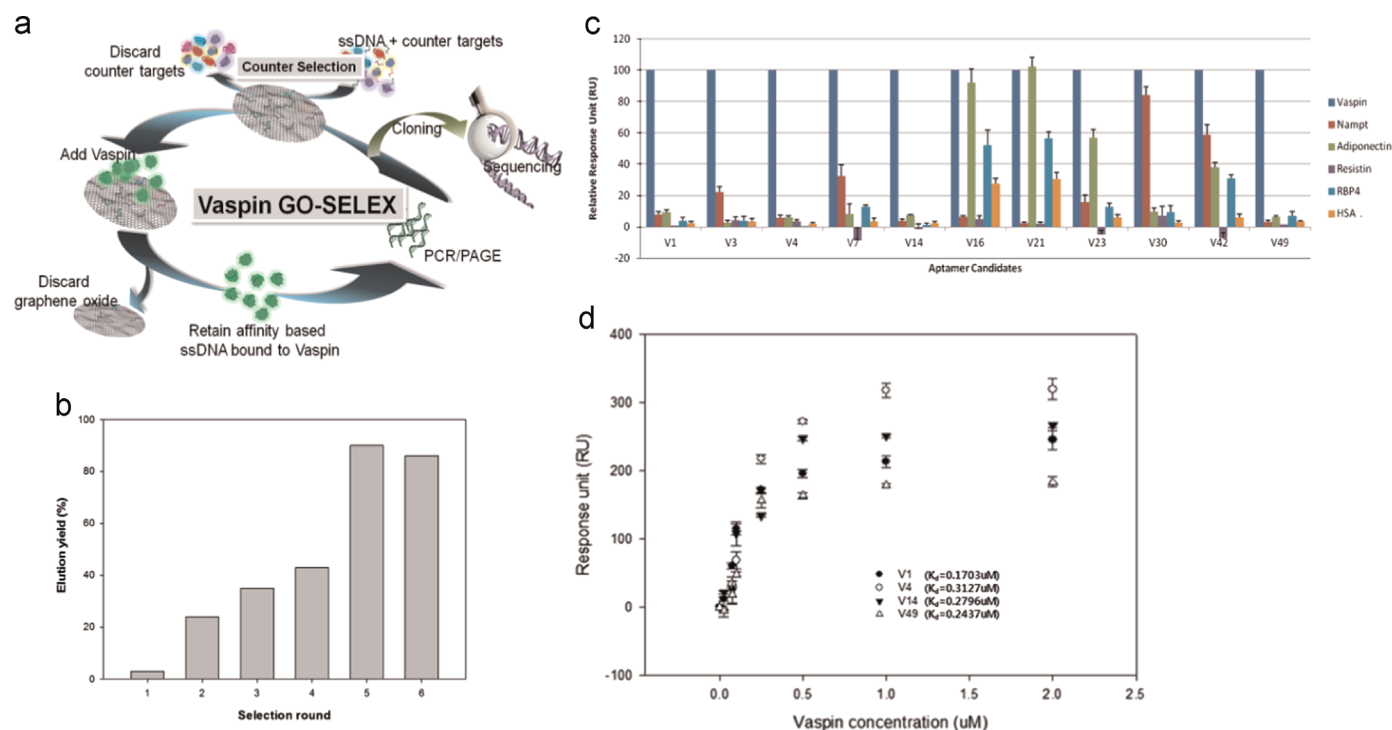 a
Discard
counter targets
Counter Selection
ssDNA + counter targets
Cloning
Sequencing
Add Vaspin
Vaspin GO-SELEX
PCR/PAGE
Discard
graphene oxide
Retain affinity based
ssDNA bound to Vaspin
b
Elution yield (%)
100
80
60
40
20
0
1 2 3 4 5 6
Selection round
c
Relative Response Unit (RU)
120
100
80
60
40
20
0
-20
V1 V3 V4 V7 V14 V16 V21 V23 V30 V42 V49
Aptamer Candidates
Vaspin
Nampt
Adiponectin
Resistin
RBP4
HSA .
d
Response unit (RU)
400
300
200
100
0
-100
V1 (Kd=0.1703uM)
V4 (Kd=0.3127uM)
V14 (Kd=0.2796uM)
V49 (Kd=0.2437uM)
0.0 0.5 1.0 1.5 2.0 2.5
Vaspin concentration (uM)